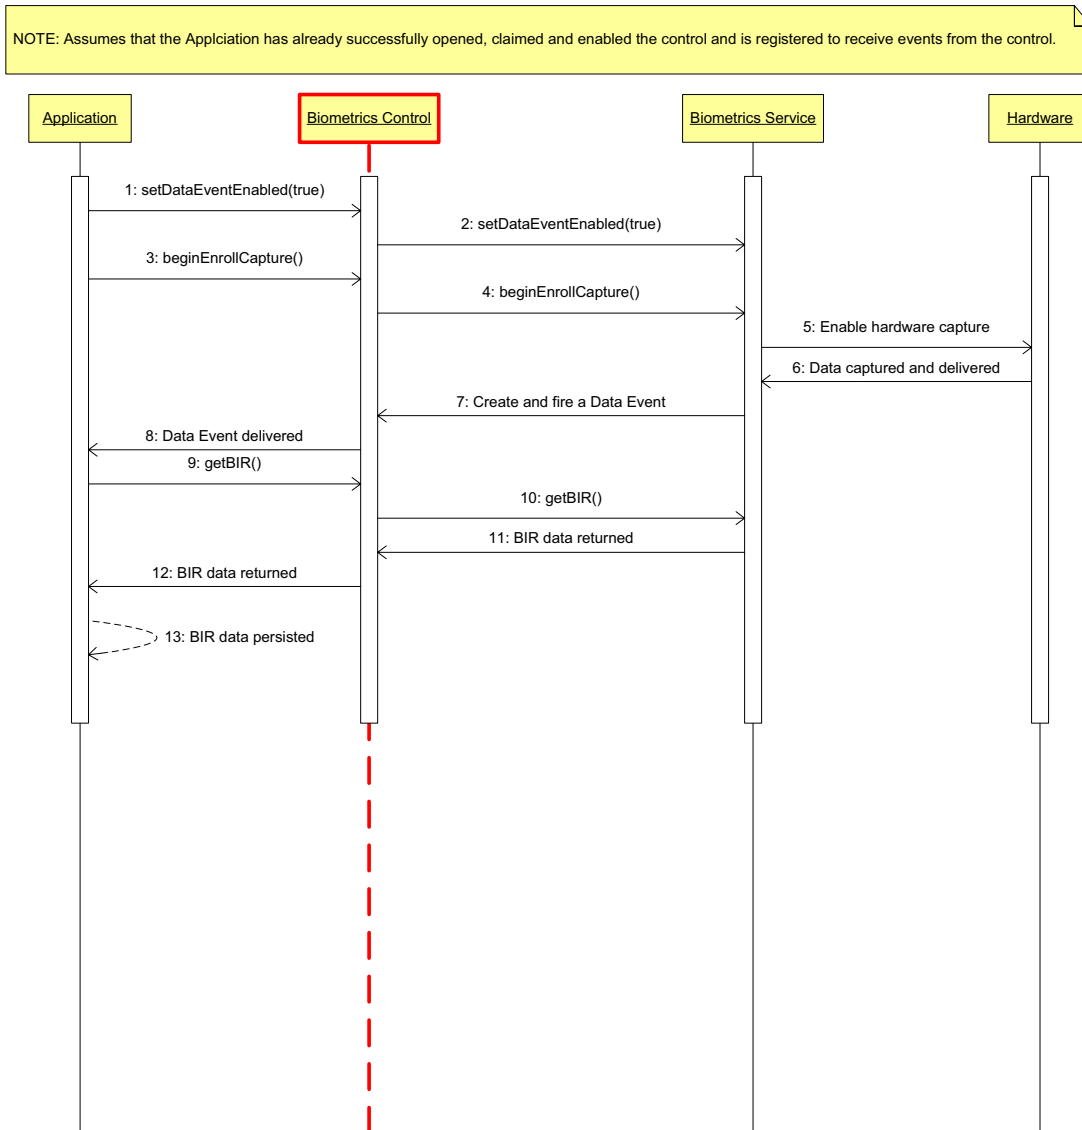 NOTE: Assumes that the Applciation has already successfully opened, claimed and enabled the control and is registered to receive events from the control.
Application
Biometrics Control
Biometrics Service
Hardware
1: setDataEventEnabled(true)
2: setDataEventEnabled(true)
3: beginEnrollCapture()
4: beginEnrollCapture()
5: Enable hardware capture
6: Data captured and delivered
7: Create and fire a Data Event
8: Data Event delivered
9: getBIR()
10: getBIR()
11: BIR data returned
12: BIR data returned
13: BIR data persisted